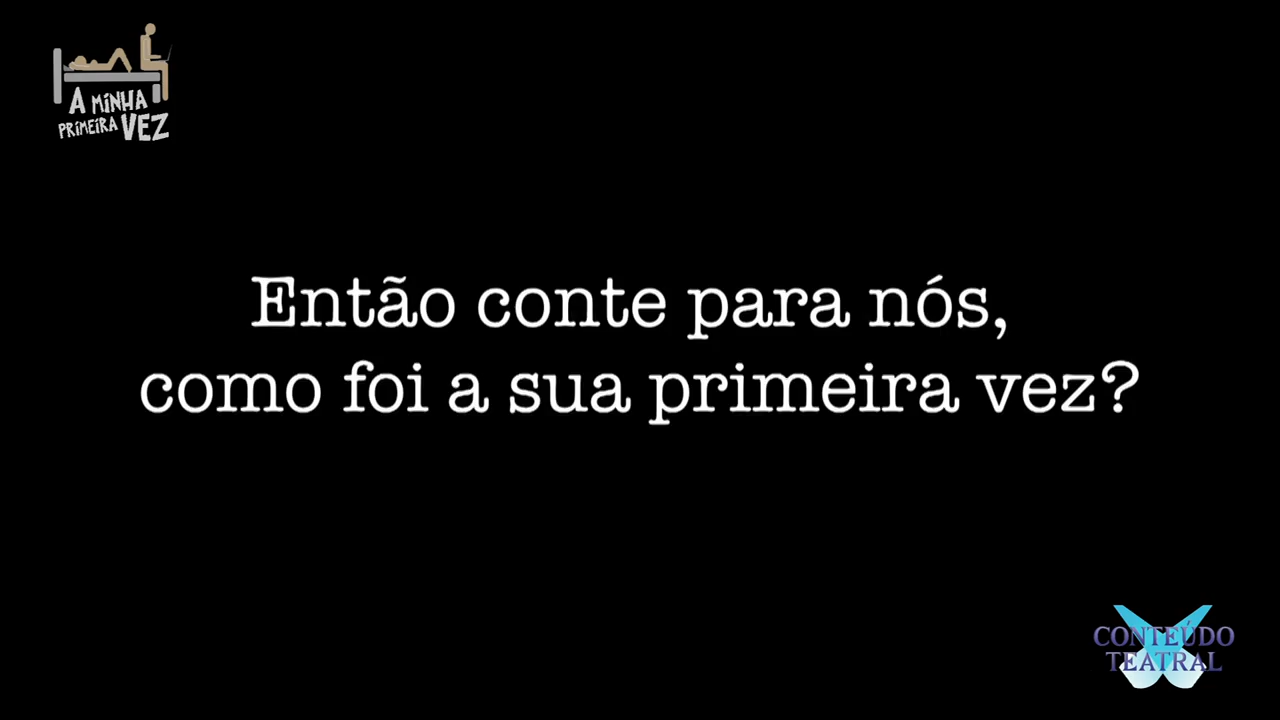 A MINHA
PRIMEIRA VEZ
Então conte para nós,
como foi a sua primeira vez?
CONTEÚDO
TEATRAL